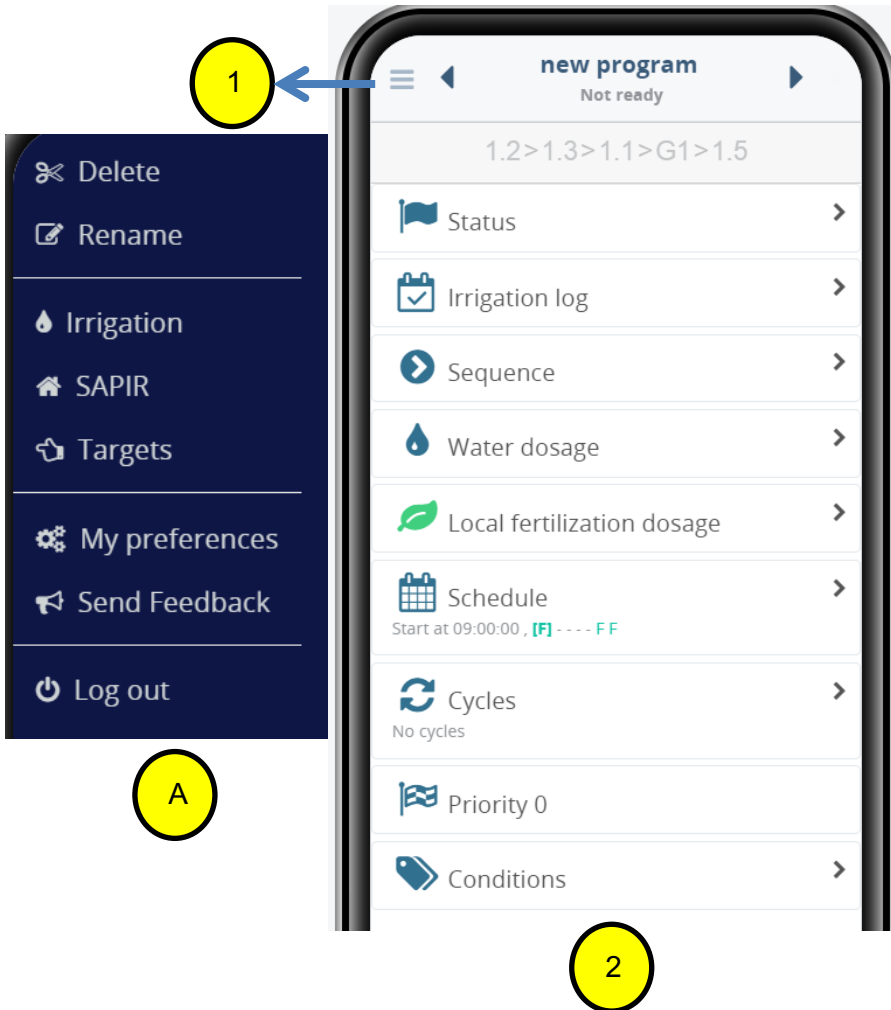 1
new program
Not ready
1.2>1.3>1.1>G1>1.5
Status
Irrigation log
Sequence
Water dosage
Local fertilization dosage
Schedule
Start at 09:00:00 , [F] - - - - F F
Cycles
No cycles
Priority 0
Conditions
2
Delete
Rename
Irrigation
SAPIR
Targets
My preferences
Send Feedback
Log out
A